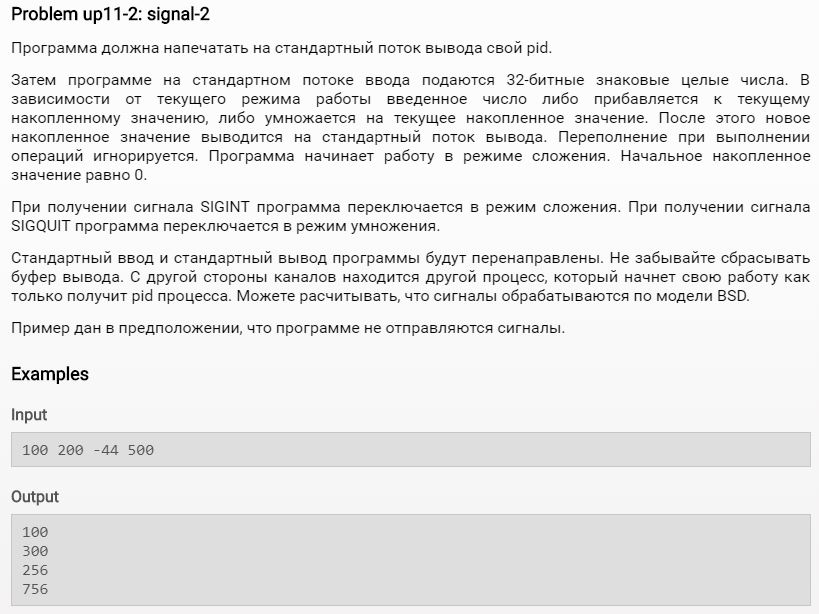 Problem up11-2: signal-2
Программа должна напечатать на стандартный поток вывода свой pid.
Затем программе на стандартном потоке ввода подаются 32-битные знаковые целые числа. В
зависимости от текущего режима работы введенное число либо прибавляется к текущему
накопленному значению, либо умножается на текущее накопленное значение. После этого новое
накопленное значение выводится на стандартный поток вывода. Переполнение при выполнении
операций игнорируется. Программа начинает работу в режиме сложения. Начальное накопленное
значение равно 0.
При получении сигнала SIGINT программа переключается в режим сложения. При получении сигнала
SIGQUIT программа переключается в режим умножения.
Стандартный ввод и стандартный вывод программы будут перенаправлены. Не забывайте сбрасывать
буфер вывода. С другой стороны каналов находится другой процесс, который начнет свою работу как
только получит pid процесса. Можете расчитывать, что сигналы обрабатываются по модели BSD.
Пример дан в предположении, что программе не отправляются сигналы.
Examples
Input
100 200 -44 500
Output
100
300
256
756